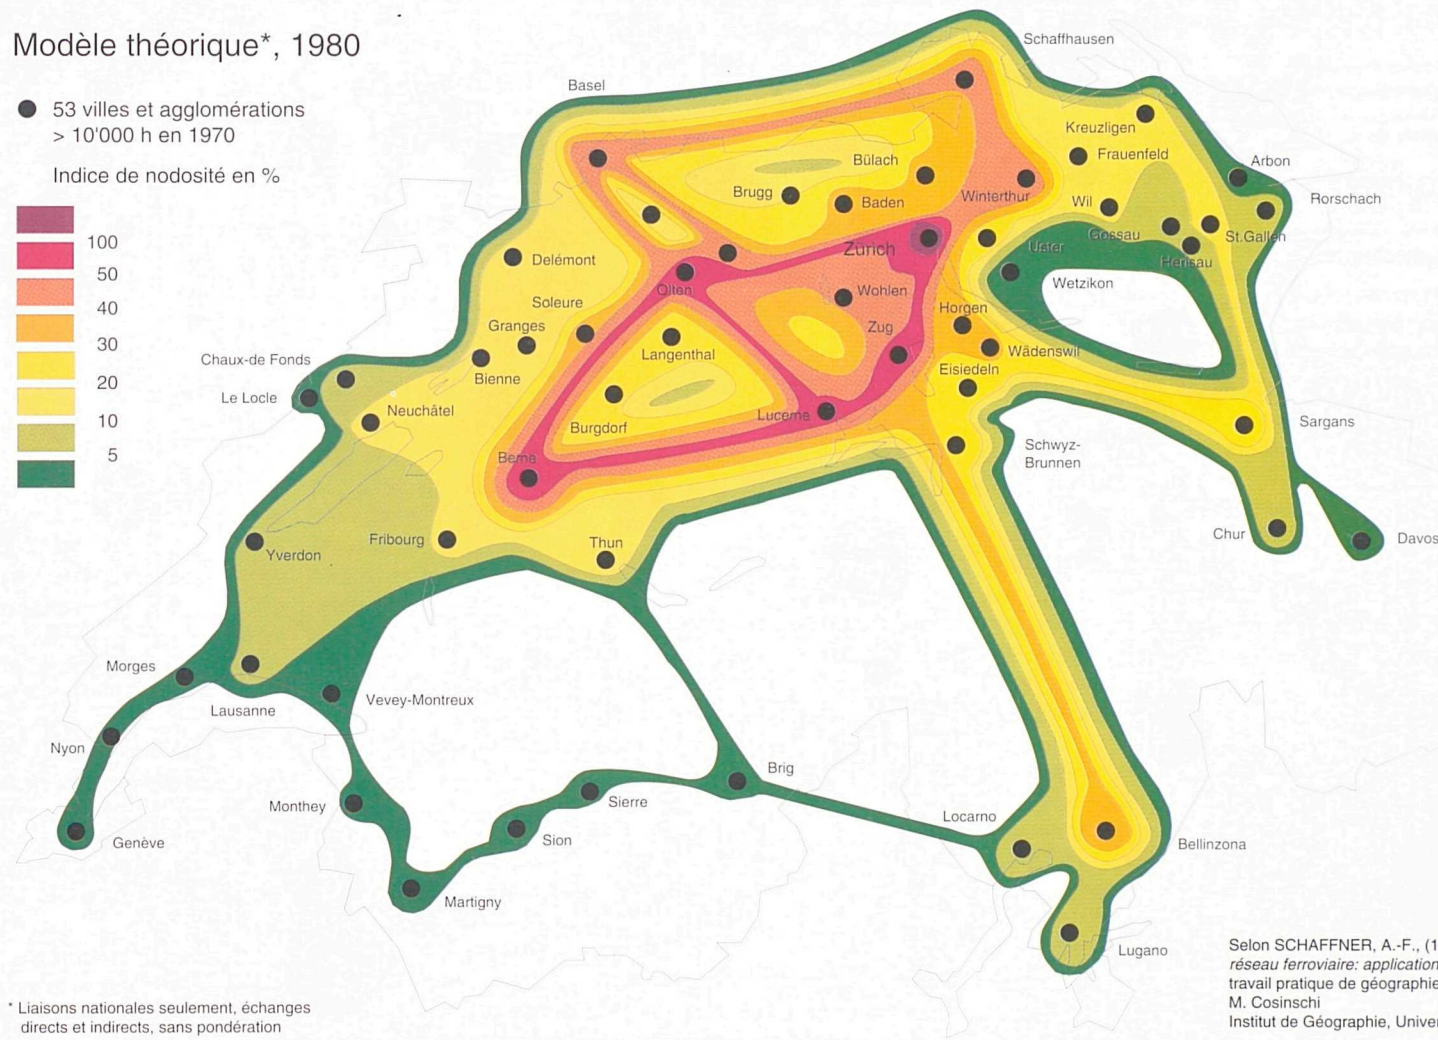 Modèle théorique*, 1980
53 villes et agglomérations
> 10'000 h en 1970
Indice de nodosité en %
100
50
40
30
20
10
5
Schaffhausen
Basel
Kreuzligen
Frauenfeld
Arbon
Bülach
Brugg
Baden
Winterthur
Wil
Rorschach
Gossau
St.Gallen
Zürich
Uster
Herisau
Delémont
Wetzikon
Olten
Wohlen
Soleure
Horgen
Granges
Zug
Langenthal
Wädenswil
Chaux-de Fonds
Bienne
Eisiedeln
Le Locle
Neuchâtel
Lucerne
Burgdorf
Sargans
Schwyz-
Brunnen
Berne
Chur
Davos
Fribourg
Thun
Yverdon
Morges
Vevey-Montreux
Lausanne
Nyon
Brig
Monthey
Sierre
Locarno
Genève
Sion
Bellinzona
Martigny
Lugano
Selon SCHAFFNER, A.-F., (1
réseau ferroviaire: application
travail pratique de géographie
M. Cosinschi
Institut de Géographie, Univer
* Liaisons nationales seulement, échanges
directs et indirects, sans pondération